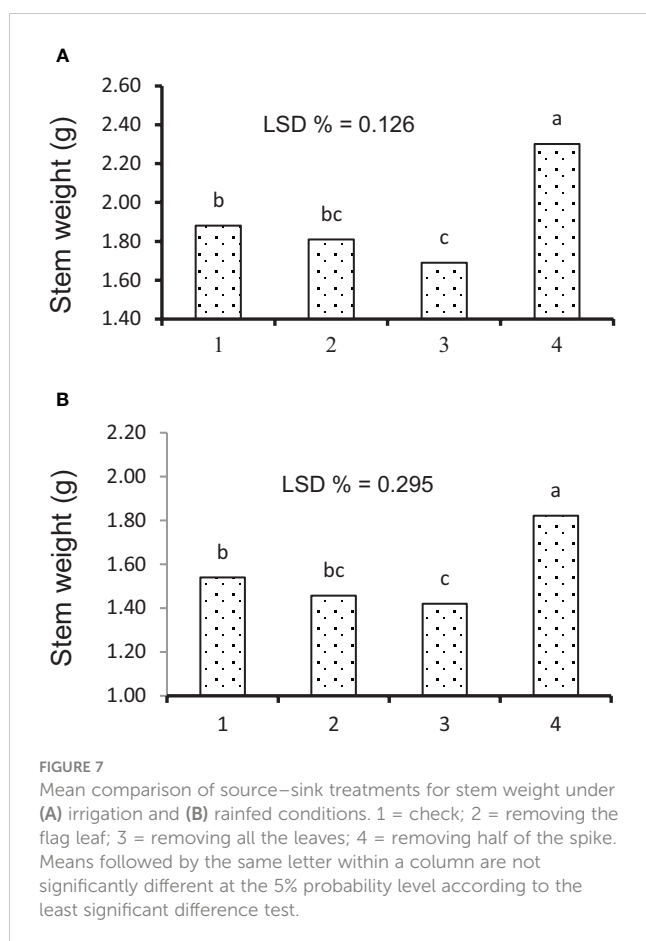 A
2.60
2.40
2.20
2.00
1.80
1.60
1.40
Stem weight (g)
LSD % = 0.126
b
bc
c
a
1 2 3 4
B
2.20
2.00
1.80
1.60
1.40
1.20
1.00
Stem weight (g)
LSD % = 0.295
b
bc
c
a
1 2 3 4
FIGURE 7
Mean comparison of source–sink treatments for stem weight under
(A) irrigation and (B) rainfed conditions. 1 = check; 2 = removing the
flag leaf; 3 = removing all the leaves; 4 = removing half of the spike.
Means followed by the same letter within a column are not
significantly different at the 5% probability level according to the
least significant difference test.